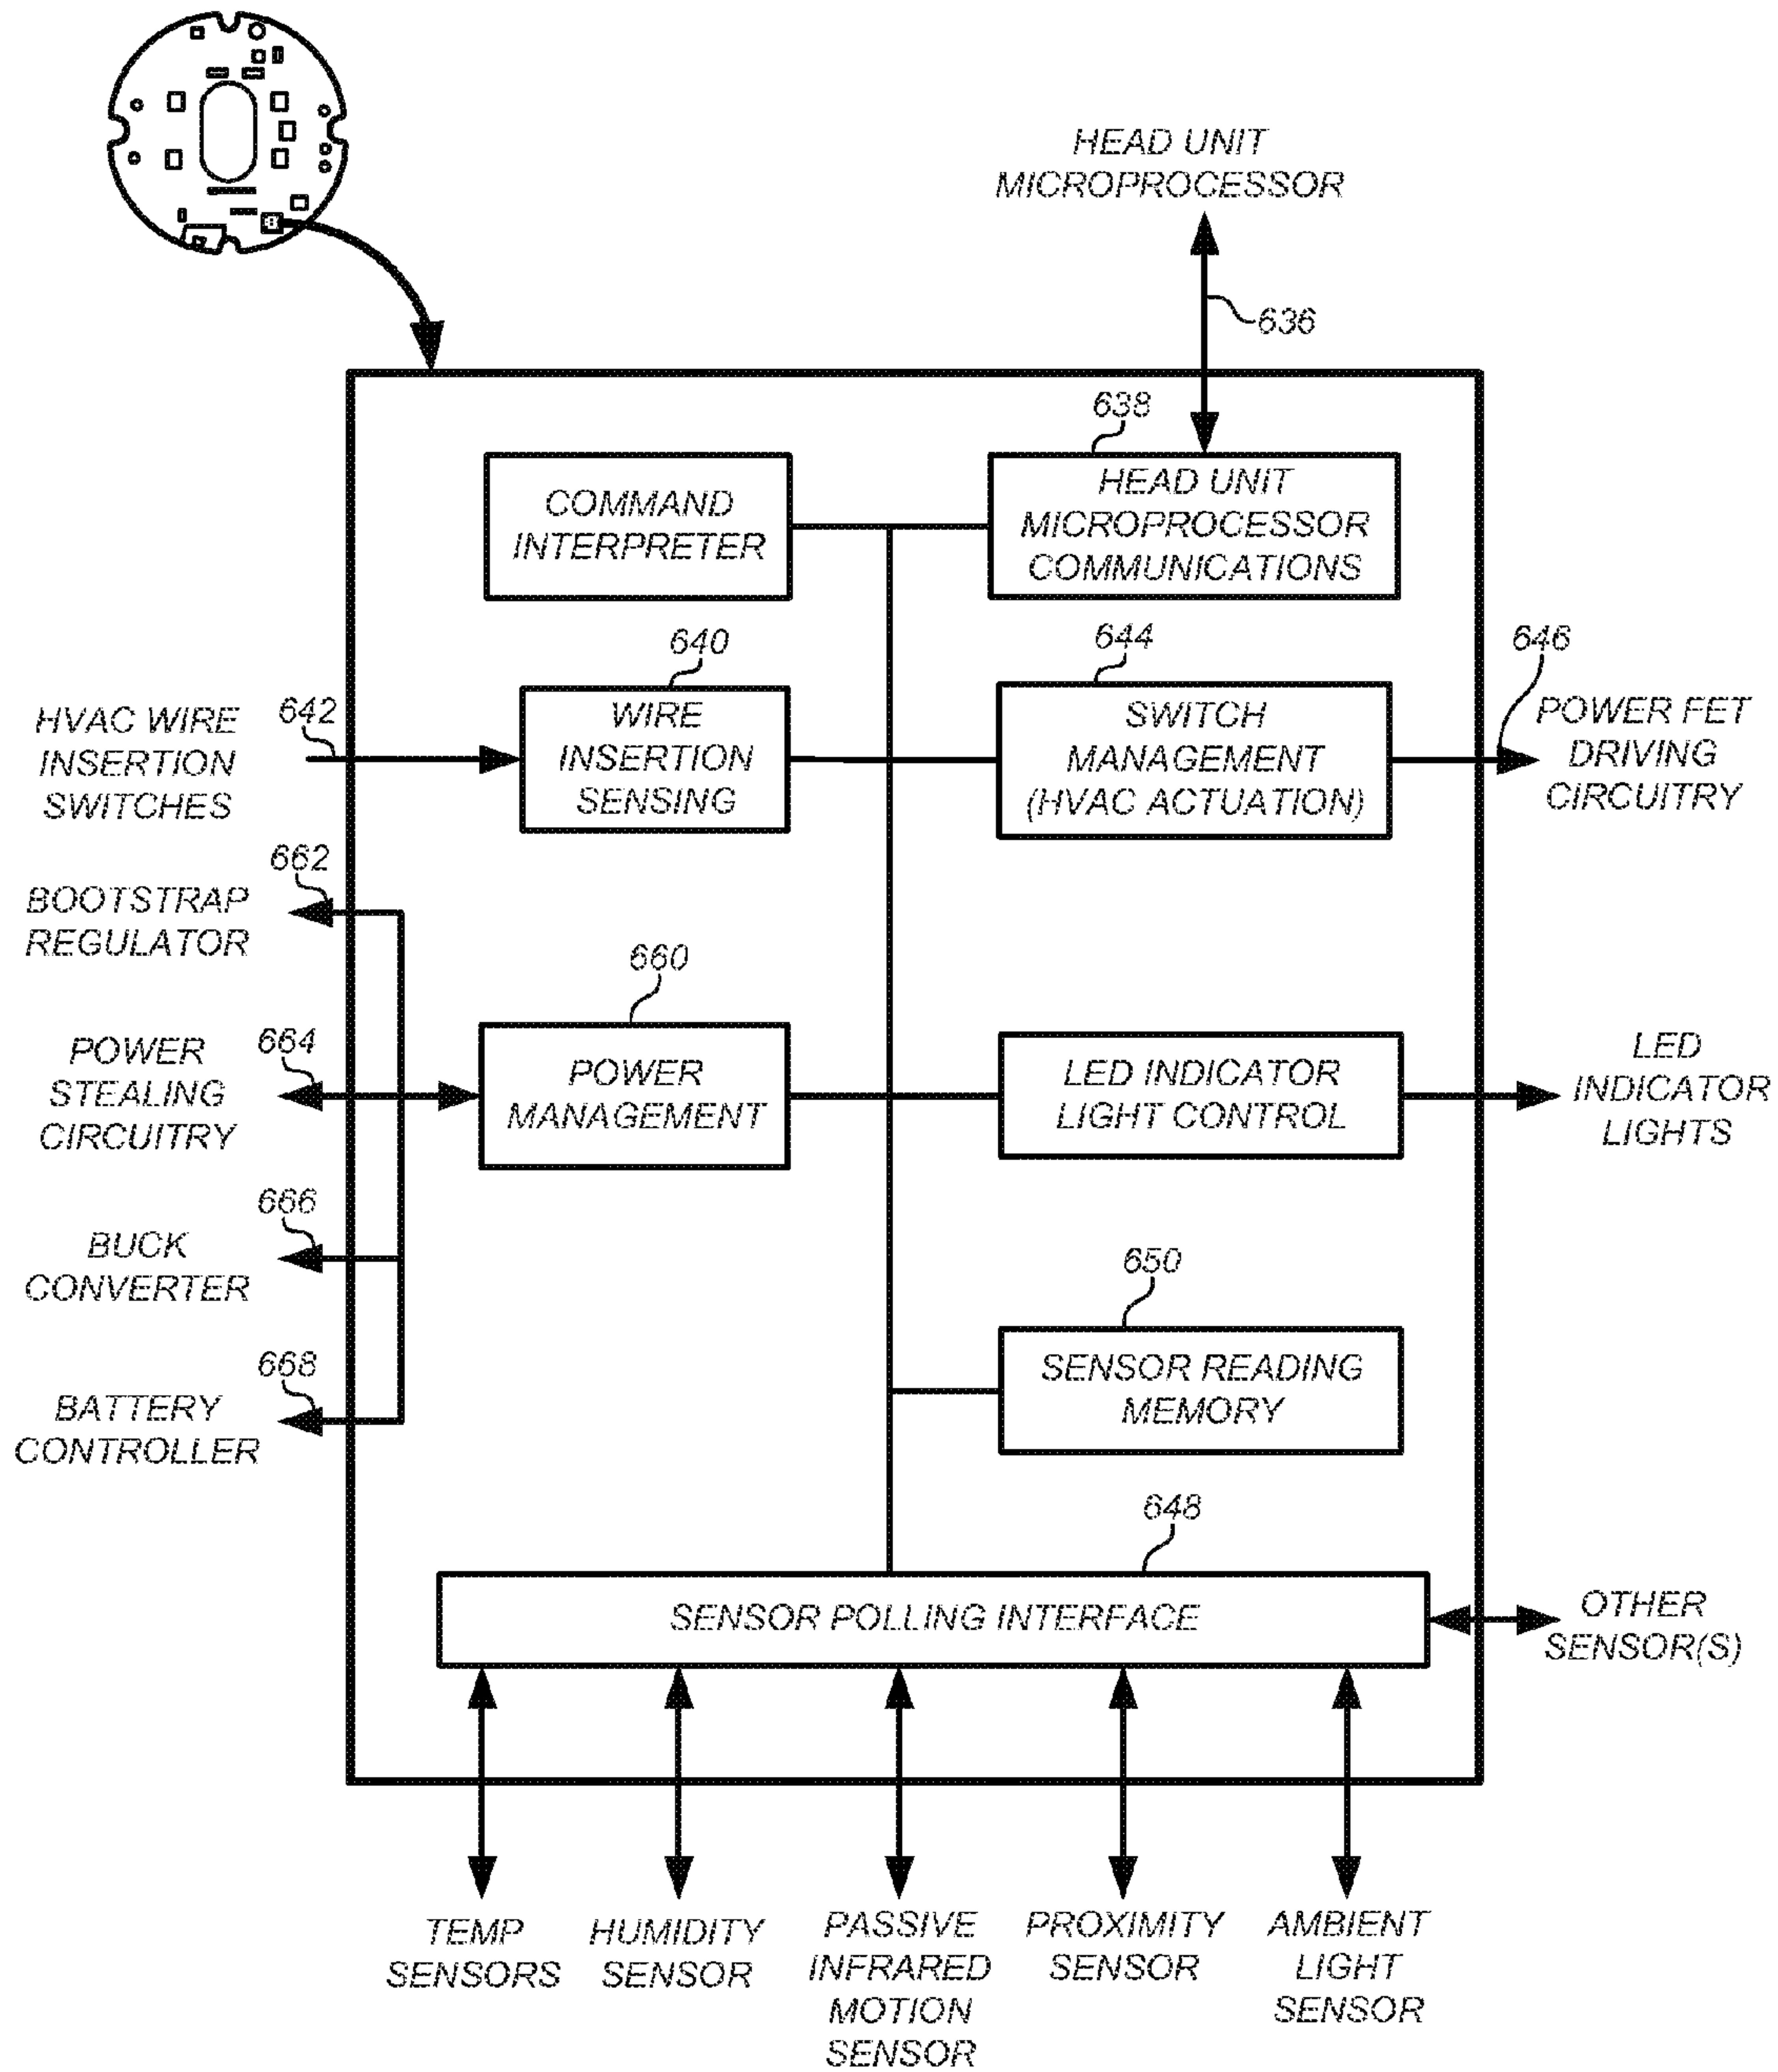 HEAD UNIT
MICROPROCESSOR
636
638
COMMAND
INTERPRETER
HEAD UNIT
MICROPROCESSOR
COMMUNICATIONS
640
644
646
HVAC WIRE
INSERTION
SWITCHES
642
WIRE
INSERTION
SENSING
SWITCH
MANAGEMENT
(HVAC ACTUATION)
POWER FET
DRIVING
CIRCUITRY
662
BOOTSTRAP
REGULATOR
660
664
POWER
STEALING
CIRCUITRY
POWER
MANAGEMENT
LED INDICATOR
LIGHT CONTROL
LED
INDICATOR
LIGHTS
666
BUCK
CONVERTER
650
SENSOR READING
MEMORY
668
BATTERY
CONTROLLER
648
SENSOR POLLING INTERFACE
OTHER
SENSOR(S)
TEMP
SENSORS
HUMIDITY
SENSOR
PASSIVE
INFRARED
MOTION
SENSOR
PROXIMITY
SENSOR
AMBIENT
LIGHT
SENSOR